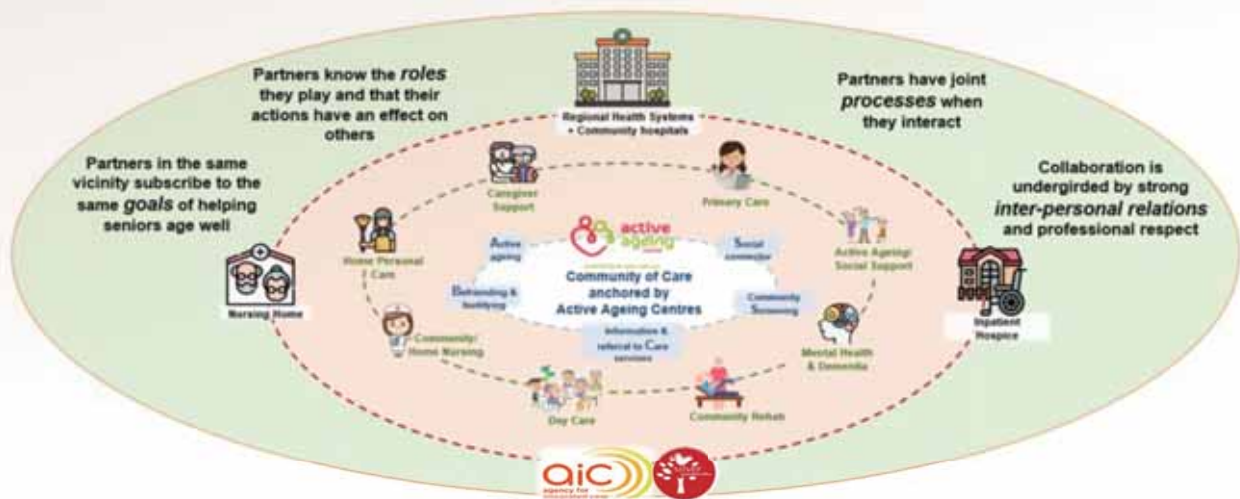 Partners know the roles
they play and that their
actions have an effect on
others
Partners in the same
vicinity subscribe to the
same goals of helping
seniors age well
Regional Health Systems
+ Community hospitals
Partners have joint
processes when
they interact
Collaboration is
undergirded by strong
inter-personal relations
and professional respect
Caregiver
Support
Primary Care
Home Personal
Care
Active Ageing/
Social Support
Nursing Home
Inpatient
Hospice
Community/
Home Nursing
Mental Health
& Dementia
Day Care
Community Rehab
active
ageing
Active
ageing
Social
connector
Befriending &
buddying
Community
Screening
Community of Care
anchored by
Active Ageing Centres
Information &
referral to Care
services
aic
agency for
integrated care